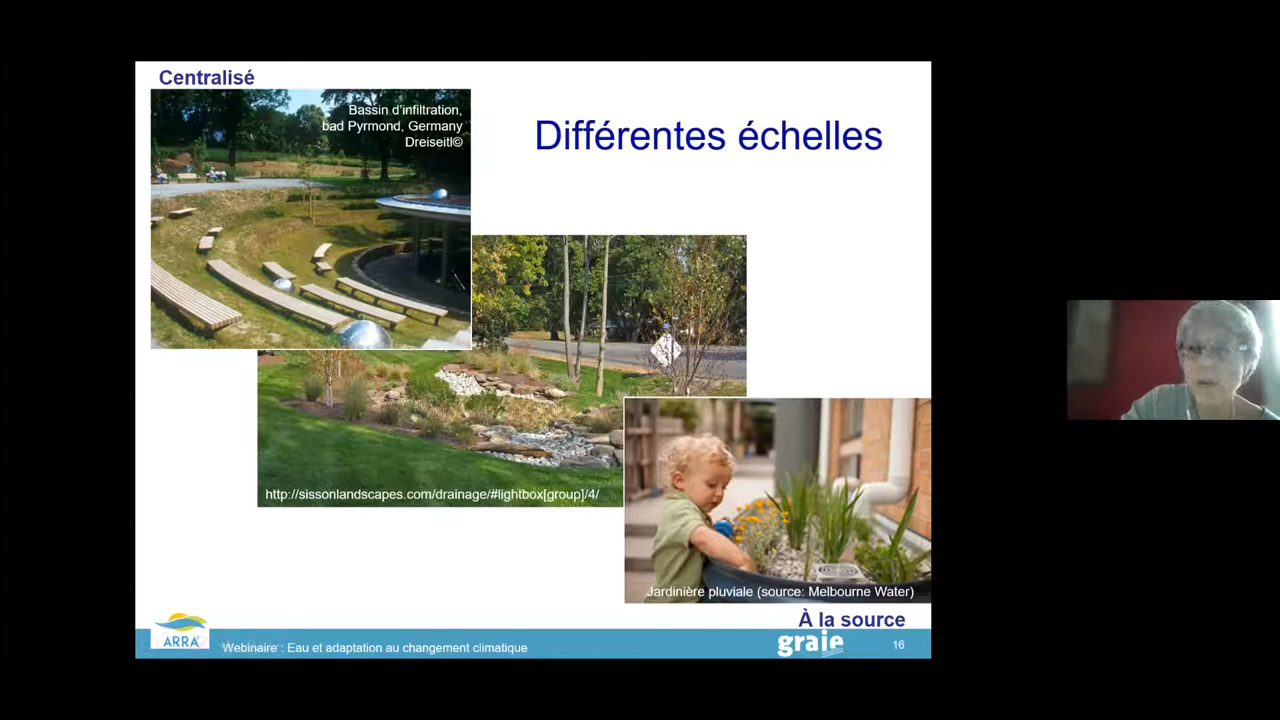 Centralisé
Bassin d'infiltration,
bad Pyrmond, Germany
Dreiseitl©
Différentes échelles
http://sissonlandscapes.com/drainage/#lightbox[group]/4/
Jardinière pluviale (source: Melbourne Water)
À la source
ARRA
Webinaire : Eau et adaptation au changement climatique
graie
16